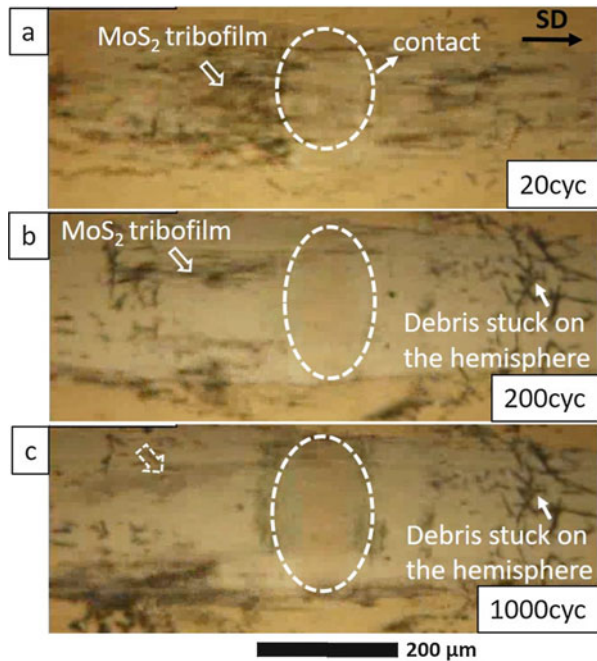 a
MoS₂ tribofilm
contact
SD
20cyc
b
MoS₂ tribofilm
Debris stuck on
the hemisphere
200cyc
c
Debris stuck on
the hemisphere
1000cyc
200 µm